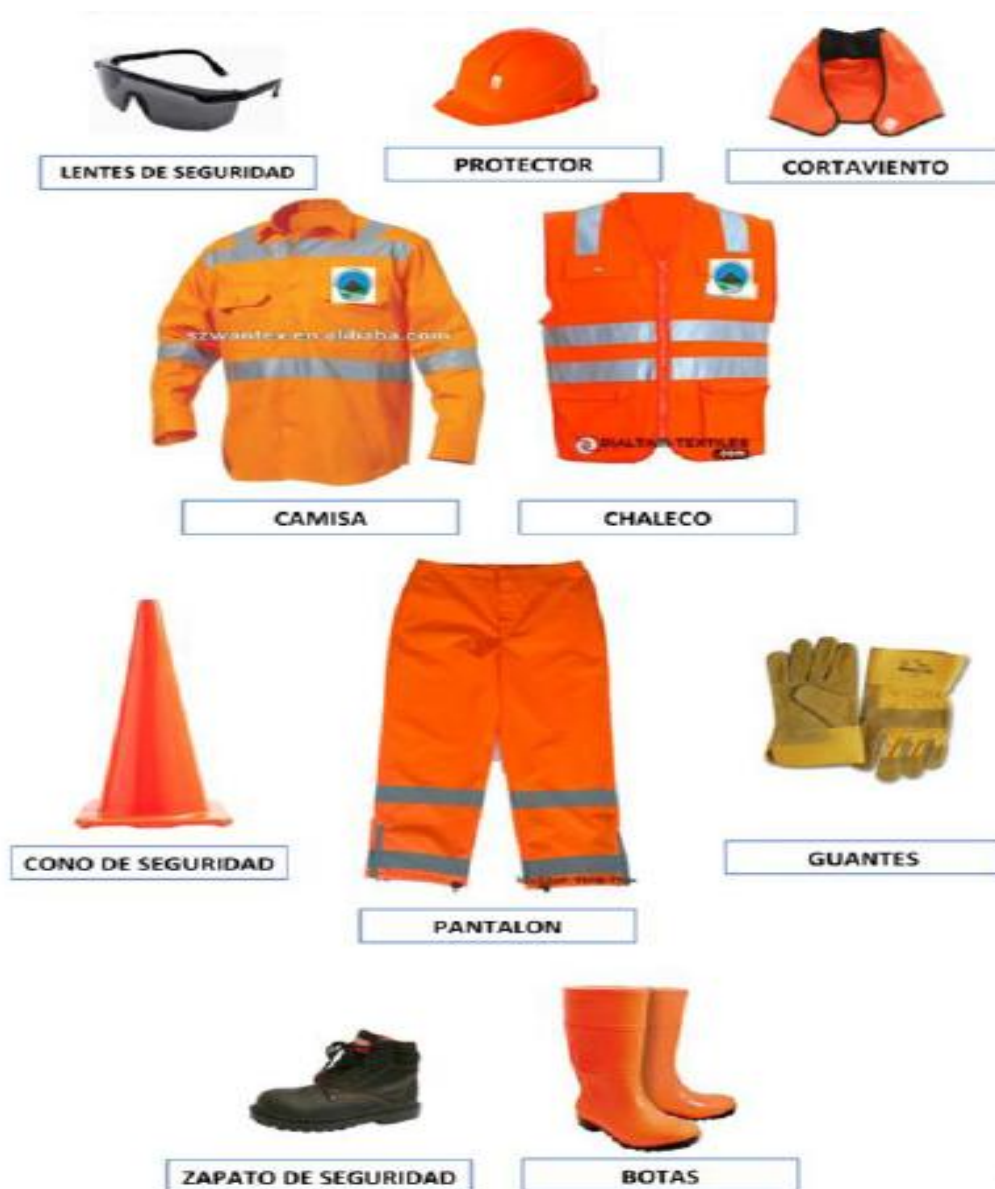 LENTES DE SEGURIDAD
PROTECTOR
CORTAVIENTO
szwantex.en.alibaba.com
.com
CAMISA
CHALECO
CONO DE SEGURIDAD
GUANTES
PANTALON
ZAPATO DE SEGURIDAD
BOTAS